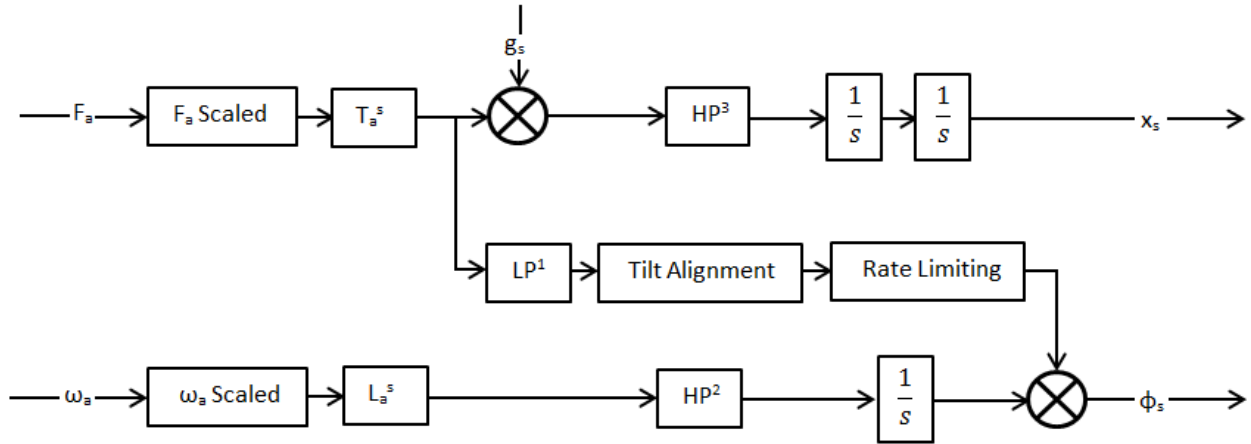 gₛ
Fₐ
Fₐ Scaled
Tₐˢ
HP³
1/s
1/s
xₛ
LP¹
Tilt Alignment
Rate Limiting
ωₐ
ωₐ Scaled
Lₐˢ
HP²
1/s
ϕₛ